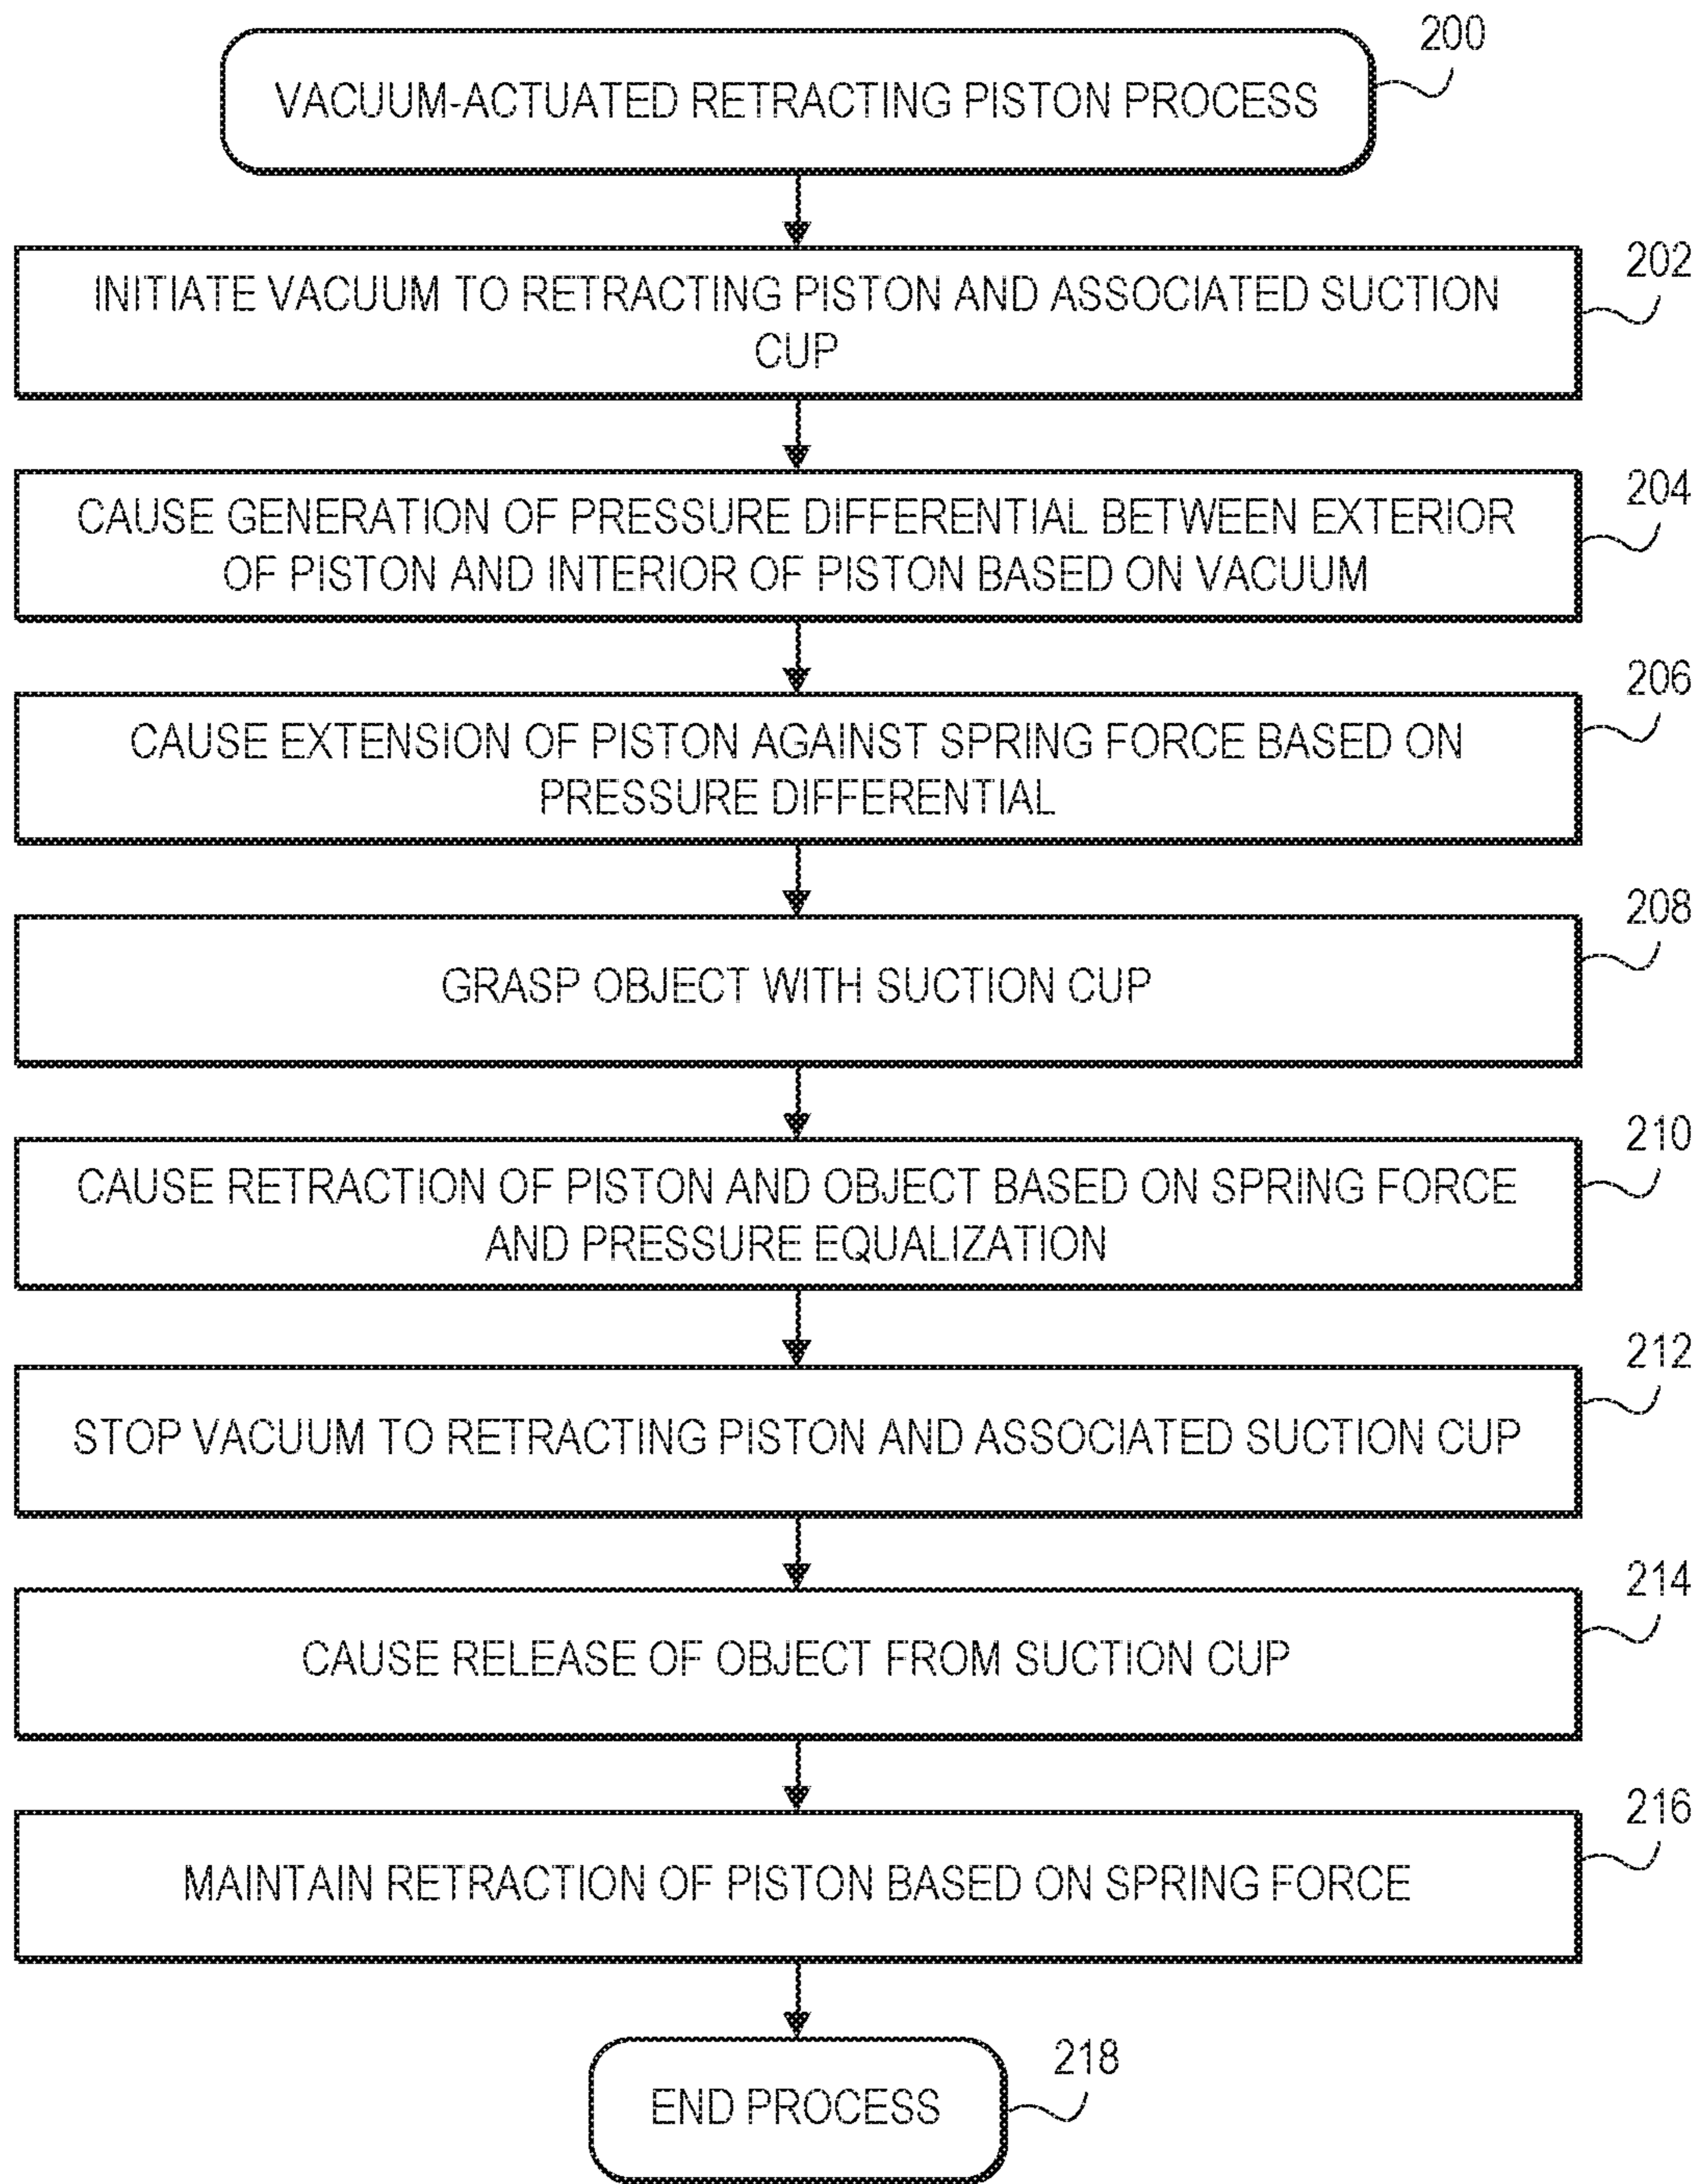 200
VACUUM-ACTUATED RETRACTING PISTON PROCESS
202
INITIATE VACUUM TO RETRACTING PISTON AND ASSOCIATED SUCTION
CUP
204
CAUSE GENERATION OF PRESSURE DIFFERENTIAL BETWEEN EXTERIOR
OF PISTON AND INTERIOR OF PISTON BASED ON VACUUM
206
CAUSE EXTENSION OF PISTON AGAINST SPRING FORCE BASED ON
PRESSURE DIFFERENTIAL
208
GRASP OBJECT WITH SUCTION CUP
210
CAUSE RETRACTION OF PISTON AND OBJECT BASED ON SPRING FORCE
AND PRESSURE EQUALIZATION
212
STOP VACUUM TO RETRACTING PISTON AND ASSOCIATED SUCTION CUP
214
CAUSE RELEASE OF OBJECT FROM SUCTION CUP
216
MAINTAIN RETRACTION OF PISTON BASED ON SPRING FORCE
218
END PROCESS